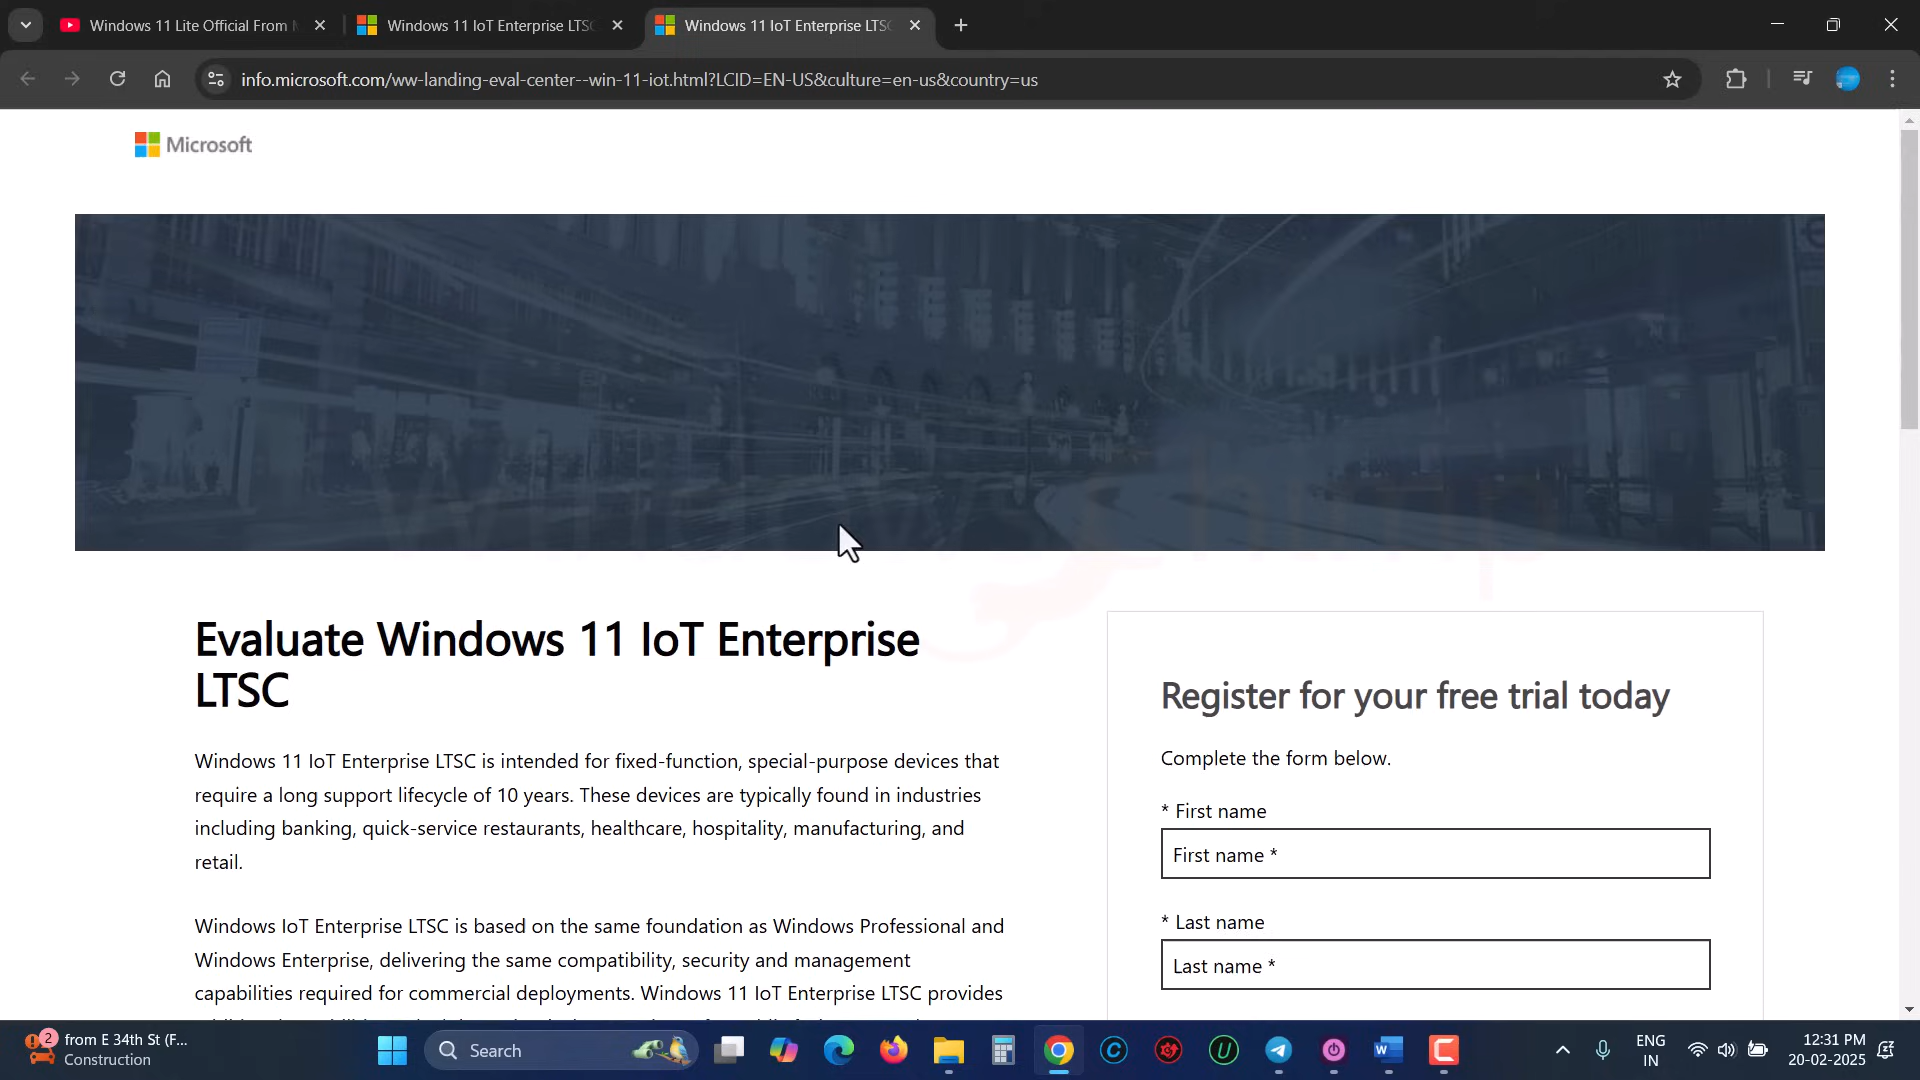 Windows 11 Lite Official From
Windows 11 IoT Enterprise LTSC
Windows 11 IoT Enterprise LTSC
info.microsoft.com/ww-landing-eval-center--win-11-iot.html?LCID=EN-US&culture=en-us&country=us
Microsoft
Evaluate Windows 11 IoT Enterprise
LTSC
Windows 11 IoT Enterprise LTSC is intended for fixed-function, special-purpose devices that
require a long support lifecycle of 10 years. These devices are typically found in industries
including banking, quick-service restaurants, healthcare, hospitality, manufacturing, and
retail.
Windows IoT Enterprise LTSC is based on the same foundation as Windows Professional and
Windows Enterprise, delivering the same compatibility, security and management
capabilities required for commercial deployments. Windows 11 IoT Enterprise LTSC provides
Register for your free trial today
Complete the form below.
* First name
First name *
* Last name
Last name *
2
from E 34th St (F...
Construction
Search
ENG
IN
12:31 PM
20-02-2025